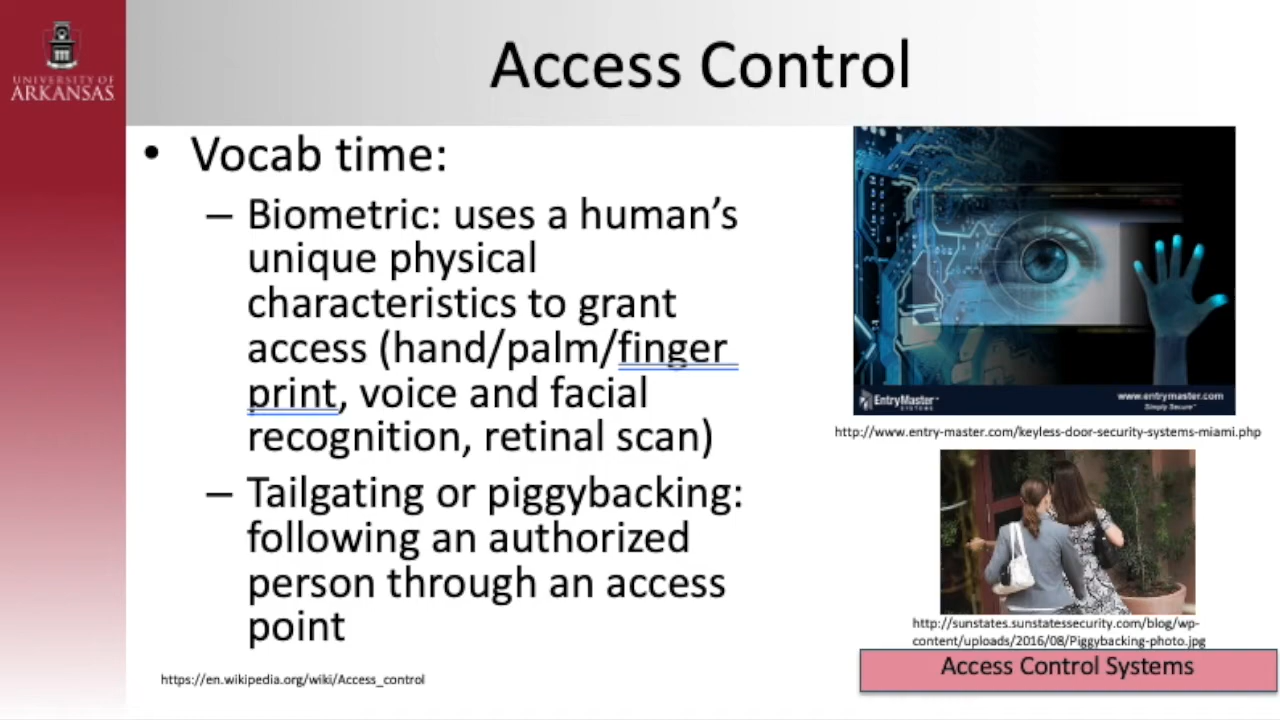 UNIVERSITY OF
ARKANSAS
Access Control
• Vocab time:
– Biometric: uses a human’s
unique physical
characteristics to grant
access (hand/palm/finger
print, voice and facial
recognition, retinal scan)
– Tailgating or piggybacking:
following an authorized
person through an access
point
https://en.wikipedia.org/wiki/Access_control
EntryMaster
SYSTEMS
www.entrymaster.com
Simply Secure
http://www.entry-master.com/keyless-door-security-systems-miami.php
http://sunstates.sunstatessecurity.com/blog/wp-
content/uploads/2016/08/Piggybacking-photo.jpg
Access Control Systems